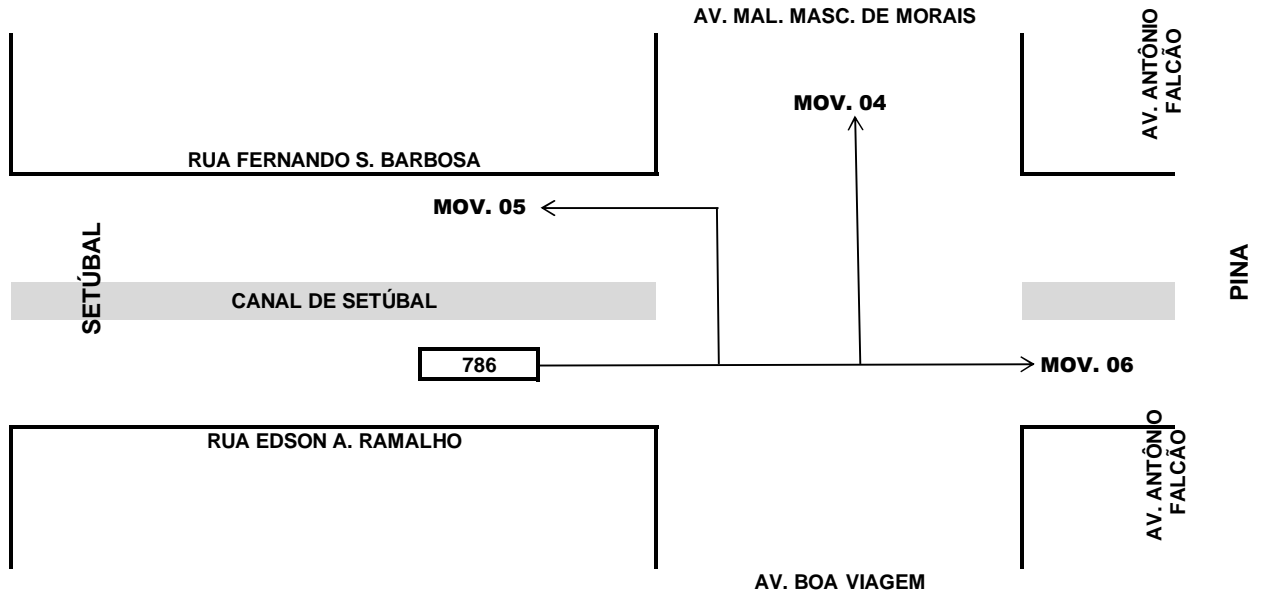 AV. MAL. MASC. DE MORAIS
AV. ANTÔNIO
FALCÃO
MOV. 04
RUA FERNANDO S. BARBOSA
MOV. 05
SETÚBAL
CANAL DE SETÚBAL
PINA
786
MOV. 06
RUA EDSON A. RAMALHO
AV. ANTÔNIO
FALCÃO
AV. BOA VIAGEM